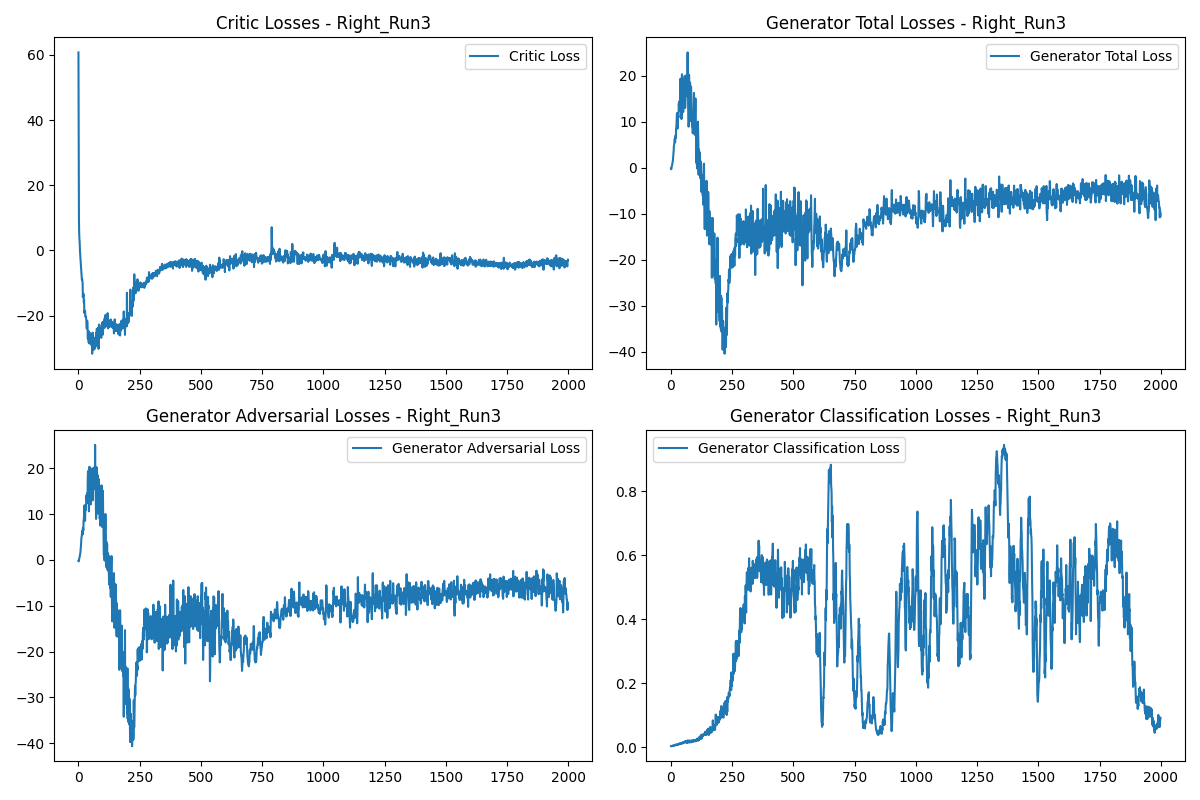 Critic Losses - Right_Run3
Critic Loss
60
40
20
0
−20
0 250 500 750 1000 1250 1500 1750 2000
Generator Total Losses - Right_Run3
Generator Total Loss
20
10
0
−10
−20
−30
−40
0 250 500 750 1000 1250 1500 1750 2000
Generator Adversarial Losses - Right_Run3
Generator Adversarial Loss
20
10
0
−10
−20
−30
−40
0 250 500 750 1000 1250 1500 1750 2000
Generator Classification Losses - Right_Run3
Generator Classification Loss
0.8
0.6
0.4
0.2
0.0
0 250 500 750 1000 1250 1500 1750 2000